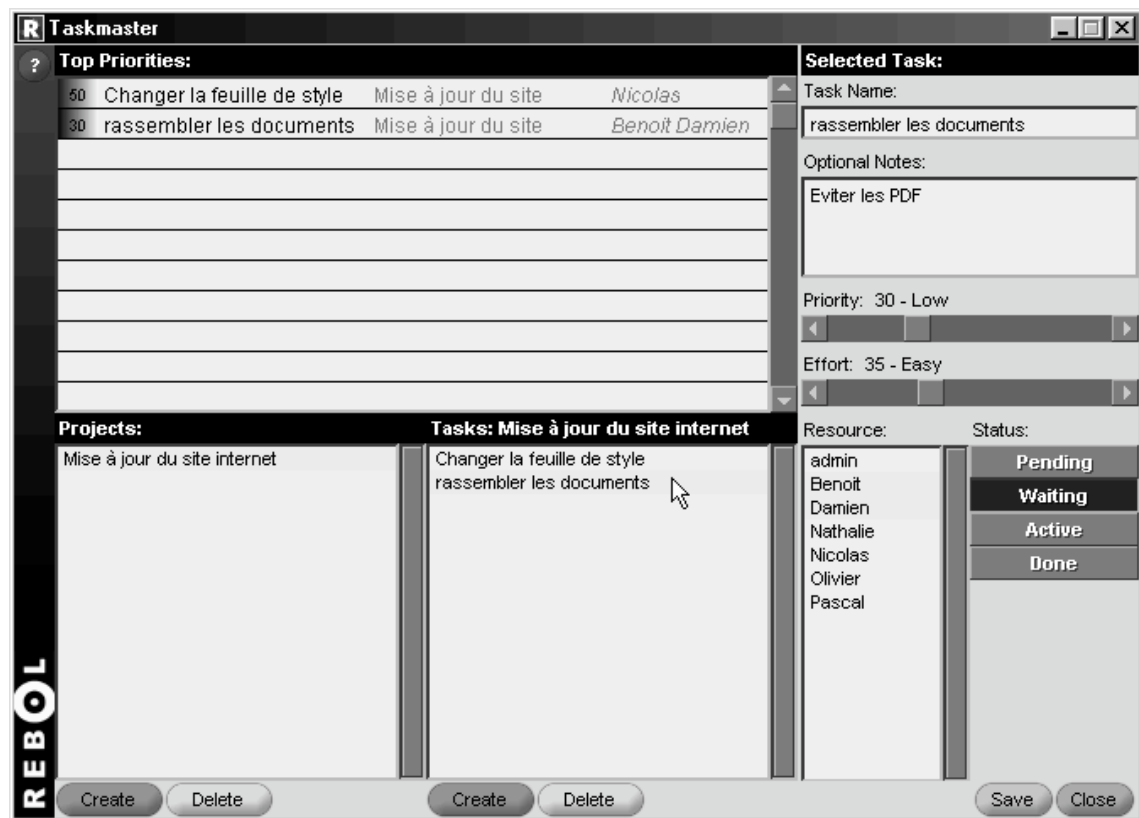 R Taskmaster
?
Top Priorities:
50 Changer la feuille de style Mise à jour du site Nicolas
30 rassembler les documents Mise à jour du site Benoit Damien
Selected Task:
Task Name:
rassembler les documents
Optional Notes:
Eviter les PDF
Priority: 30 - Low
Effort: 35 - Easy
Projects:
Mise à jour du site internet
Create Delete
Tasks: Mise à jour du site internet
Changer la feuille de style
rassembler les documents
Create Delete
Resource:
admin
Benoit
Damien
Nathalie
Nicolas
Olivier
Pascal
Status:
Pending
Waiting
Active
Done
Save Close
REBOL